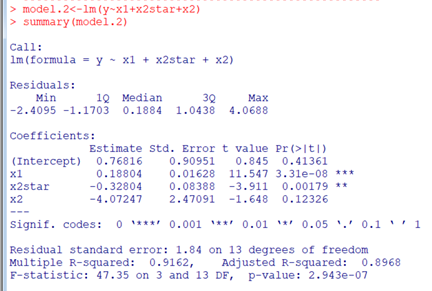 > model.2<-lm(y~x1+x2star+x2)
> summary(model.2)
Call:
lm(formula = y ~ x1 + x2star + x2)
Residuals:
Min 1Q Median 3Q Max
-2.4095 -1.1703 0.1884 1.0438 4.0688
Coefficients:
Estimate Std. Error t value Pr(>|t|)
(Intercept) 0.76816 0.90951 0.845 0.41361
x1 0.18804 0.01628 11.547 3.31e-08 ***
x2star -0.32804 0.08388 -3.911 0.00179 **
x2 -4.07247 2.47091 -1.648 0.12326
---
Signif. codes: 0 ‘***’ 0.001 ‘**’ 0.01 ‘*’ 0.05 ‘.’ 0.1 ‘ ’ 1
Residual standard error: 1.84 on 13 degrees of freedom
Multiple R-squared: 0.9162, Adjusted R-squared: 0.8968
F-statistic: 47.35 on 3 and 13 DF, p-value: 2.943e-07